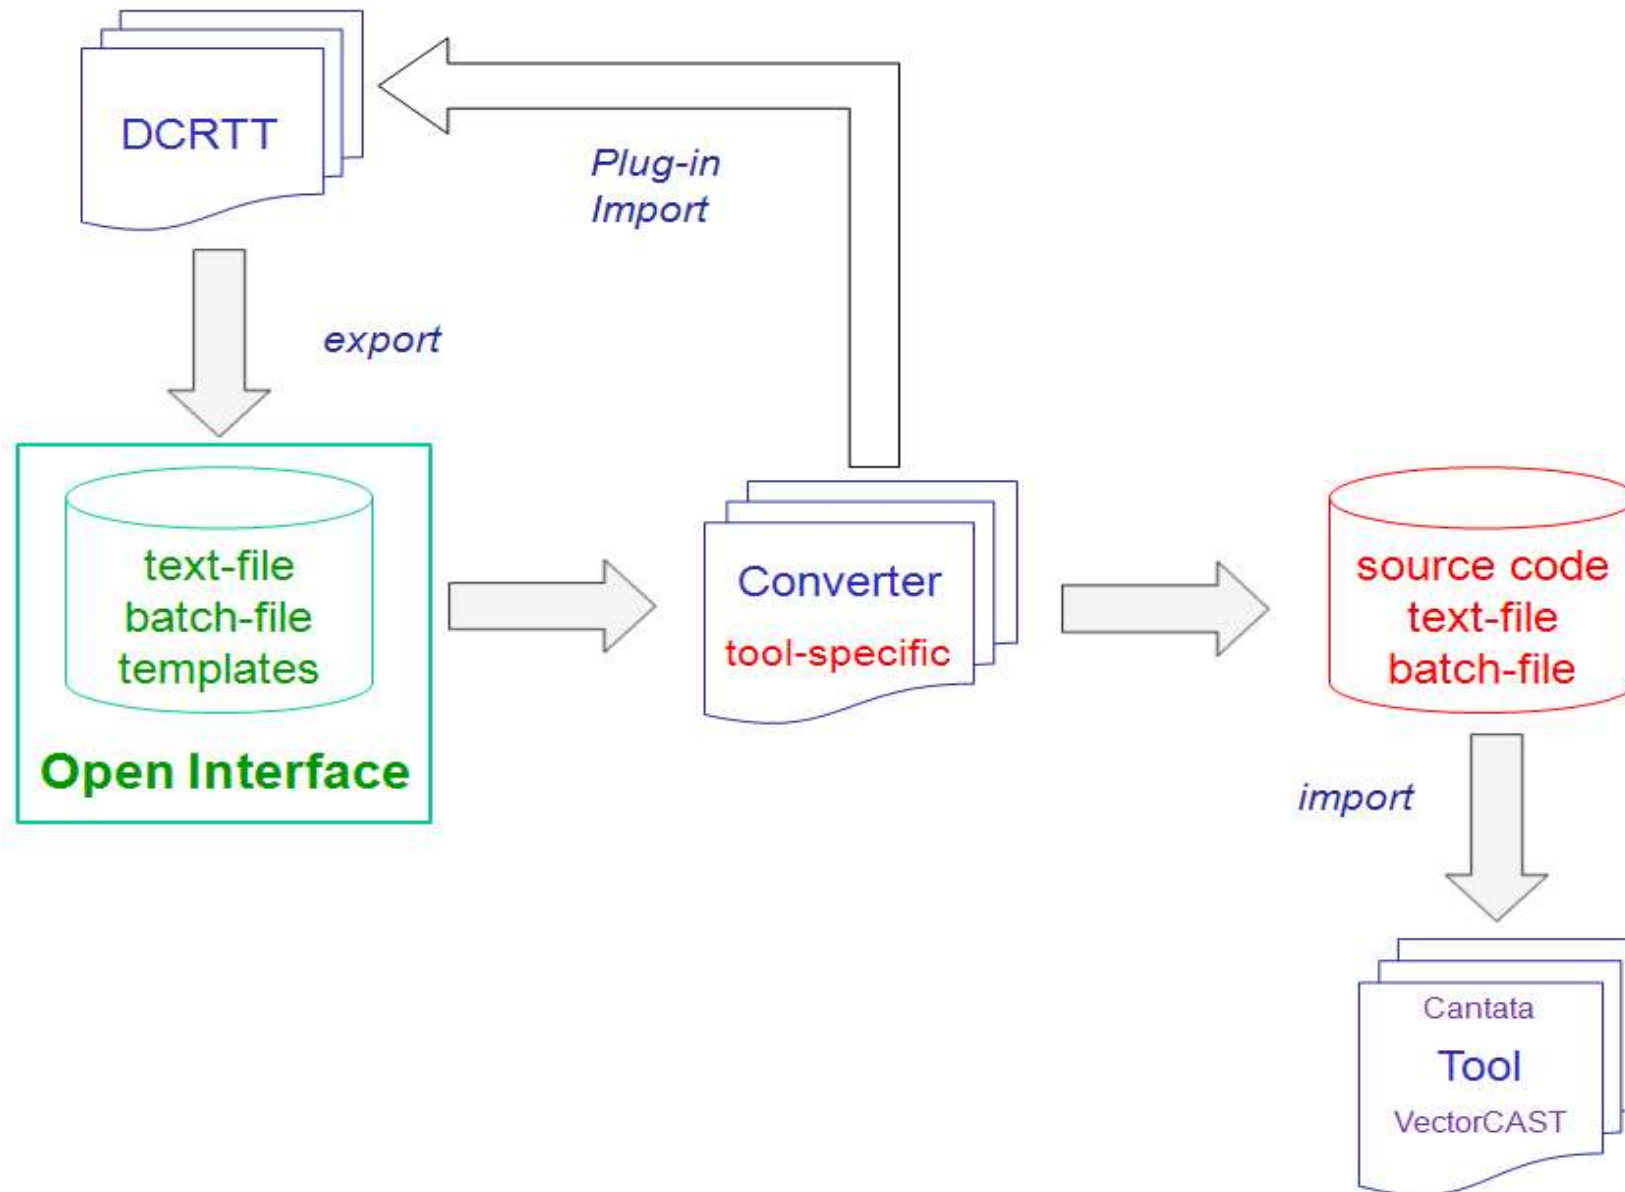 DCRTT
Plug-in
Import
export
text-file
batch-file
templates
Open Interface
Converter
tool-specific
source code
text-file
batch-file
import
Cantata
Tool
VectorCAST